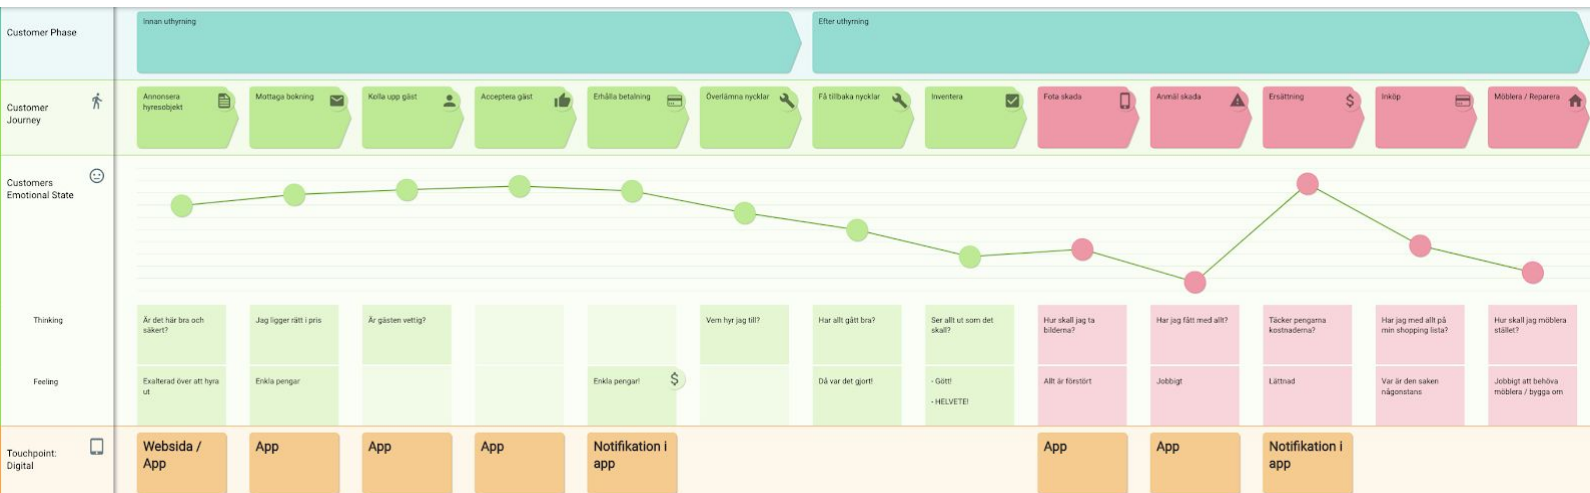 Customer Phase
Innan uthyrning
Efter uthyrning
Customer
Journey
Annonsera
hyresobjekt
Mottaga bokning
Kolla upp gäst
Acceptera gäst
Erhålla betalning
Överlämna nycklar
Få tillbaka nycklar
Inventera
Fota skada
Anmäl skada
Ersättning
$
Inköp
Möblera / Reparera
Customers
Emotional State
Thinking
Är det här bra och
säkert?
Jag ligger rätt i pris
Är gästen vettig?
Vem hyr jag till?
Har allt gått bra?
Ser allt ut som det
skall?
Hur skall jag ta
bilderna?
Har jag fått med allt?
Täcker pengarna
kostnaderna?
Har jag med allt på
min shopping lista?
Hur skall jag möblera
stället?
Feeling
Exalterad över att hyra
ut
Enkla pengar
Enkla pengar!
$
Då var det gjort!
- Gött!
- HELVETE!
Allt är förstört
Jobbigt
Lättnad
Var är den saken
någonstans
Jobbigt att behöva
möblera / bygga om
Touchpoint:
Digital
Websida /
App
App
App
App
Notifikation i
app
App
App
Notifikation i
app